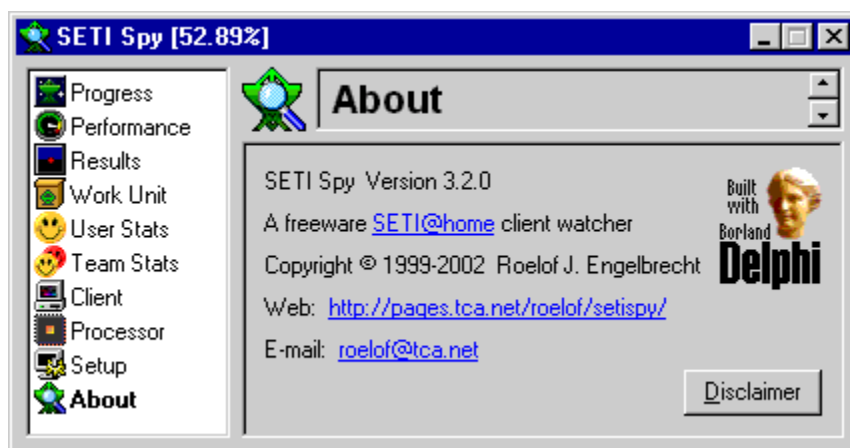 SETI Spy [52.89%]
Progress
Performance
Results
Work Unit
User Stats
Team Stats
Client
Processor
Setup
About
About
SETI Spy Version 3.2.0
A freeware SETI@home client watcher
Copyright © 1999-2002 Roelof J. Engelbrecht
Web: http://pages.tca.net/roelof/setispy/
E-mail: roelof@tca.net
Built
with
Borland
Delphi
Disclaimer